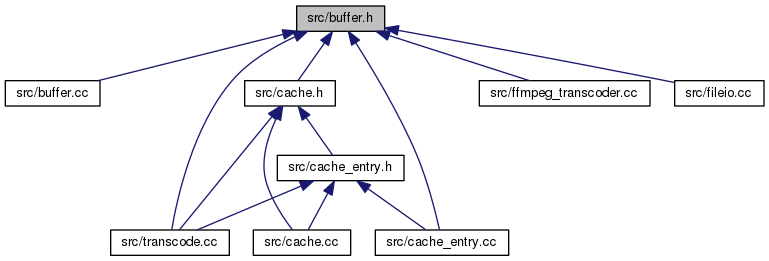 src/buffer.h
src/buffer.cc
src/cache.h
src/ffmpeg_transcoder.cc
src/fileio.cc
src/cache_entry.h
src/transcode.cc
src/cache.cc
src/cache_entry.cc